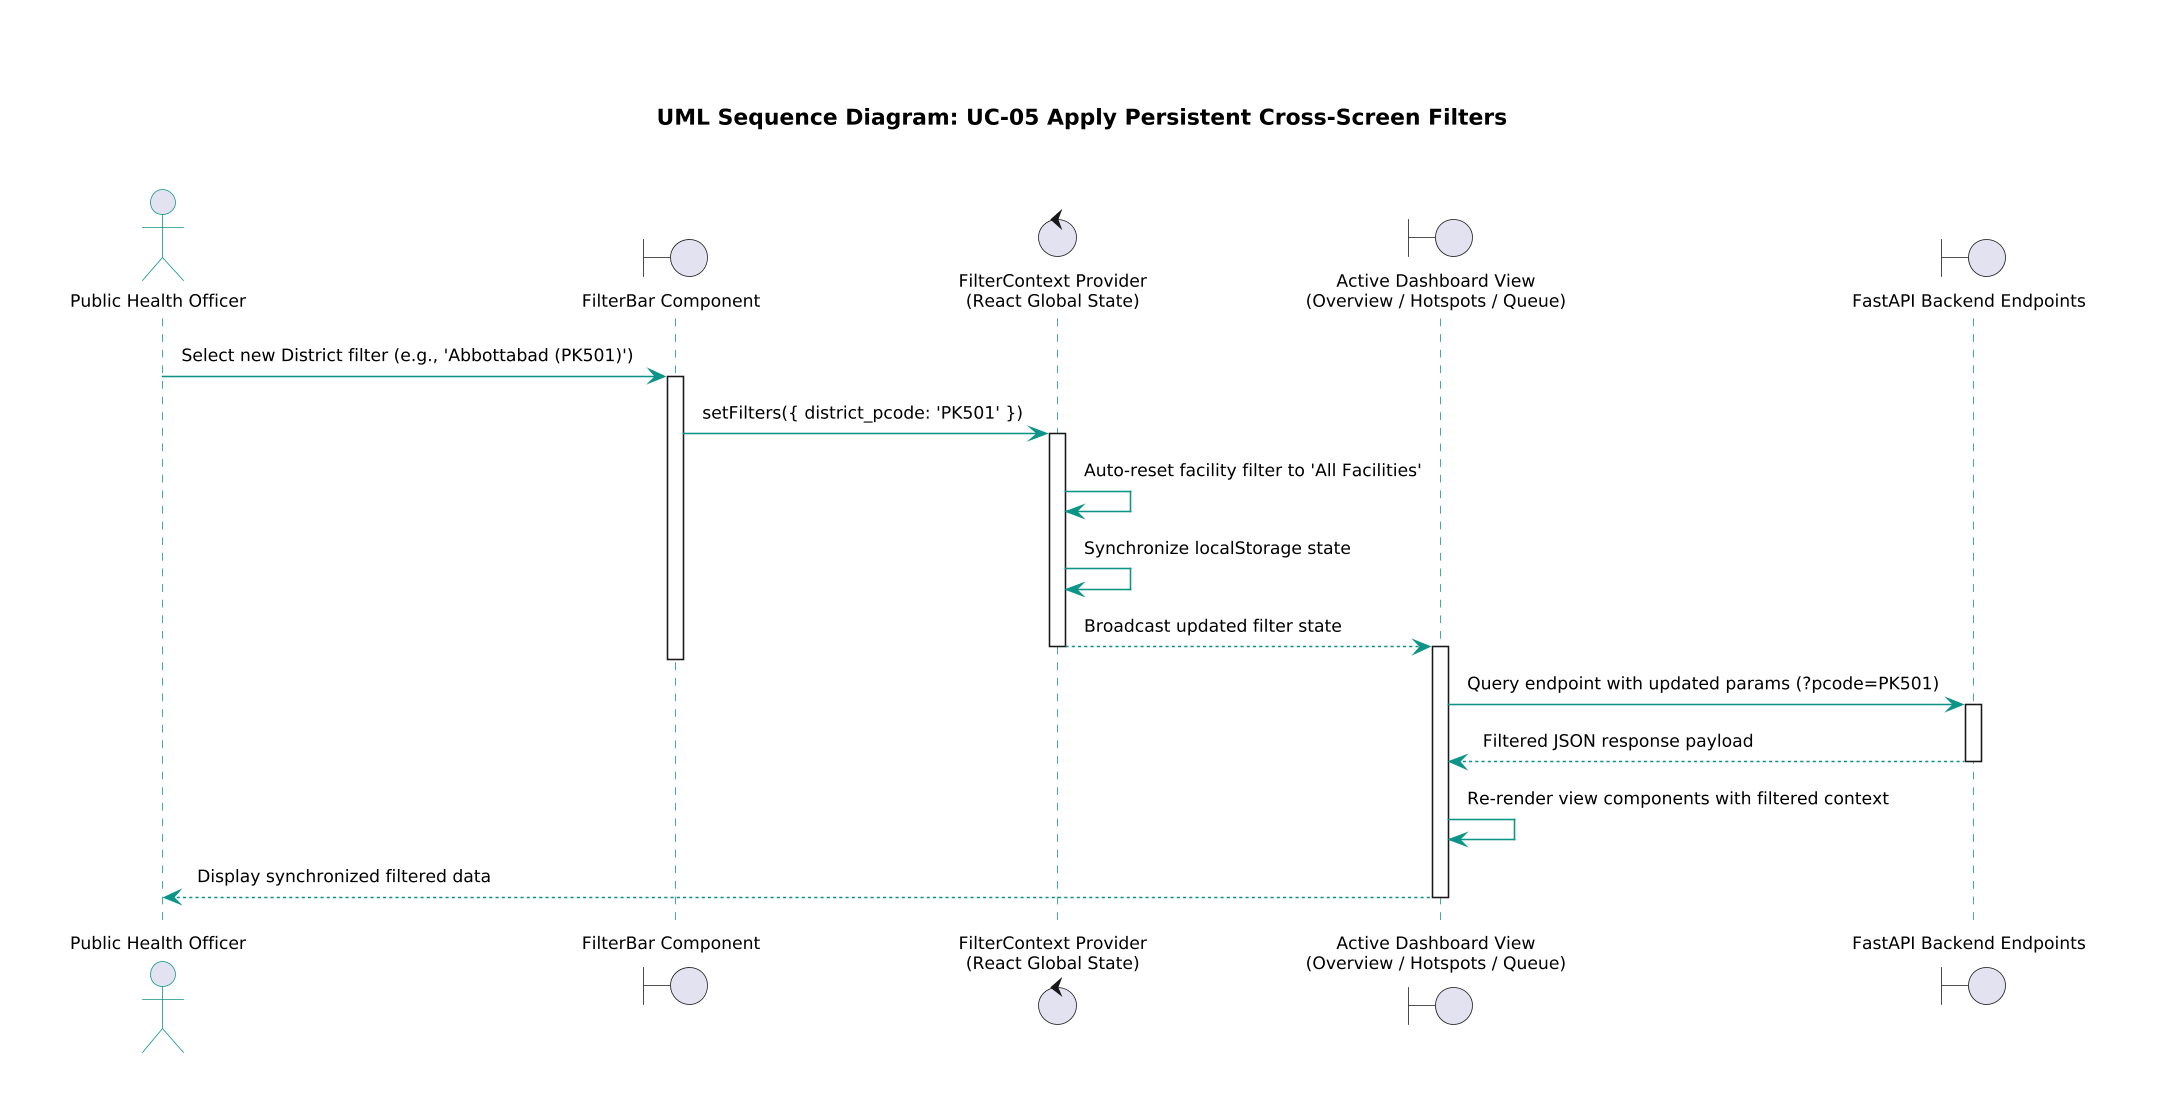 UML Sequence Diagram: UC-05 Apply Persistent Cross-Screen Filters
Public Health Officer
FilterBar Component
FilterContext Provider
(React Global State)
Active Dashboard View
(Overview / Hotspots / Queue)
FastAPI Backend Endpoints
Select new District filter (e.g., 'Abbottabad (PK501)')
setFilters({ district_pcode: 'PK501' })
Auto-reset facility filter to 'All Facilities'
Synchronize localStorage state
Broadcast updated filter state
Query endpoint with updated params (?pcode=PK501)
Filtered JSON response payload
Re-render view components with filtered context
Display synchronized filtered data
Public Health Officer
FilterBar Component
FilterContext Provider
(React Global State)
Active Dashboard View
(Overview / Hotspots / Queue)
FastAPI Backend Endpoints